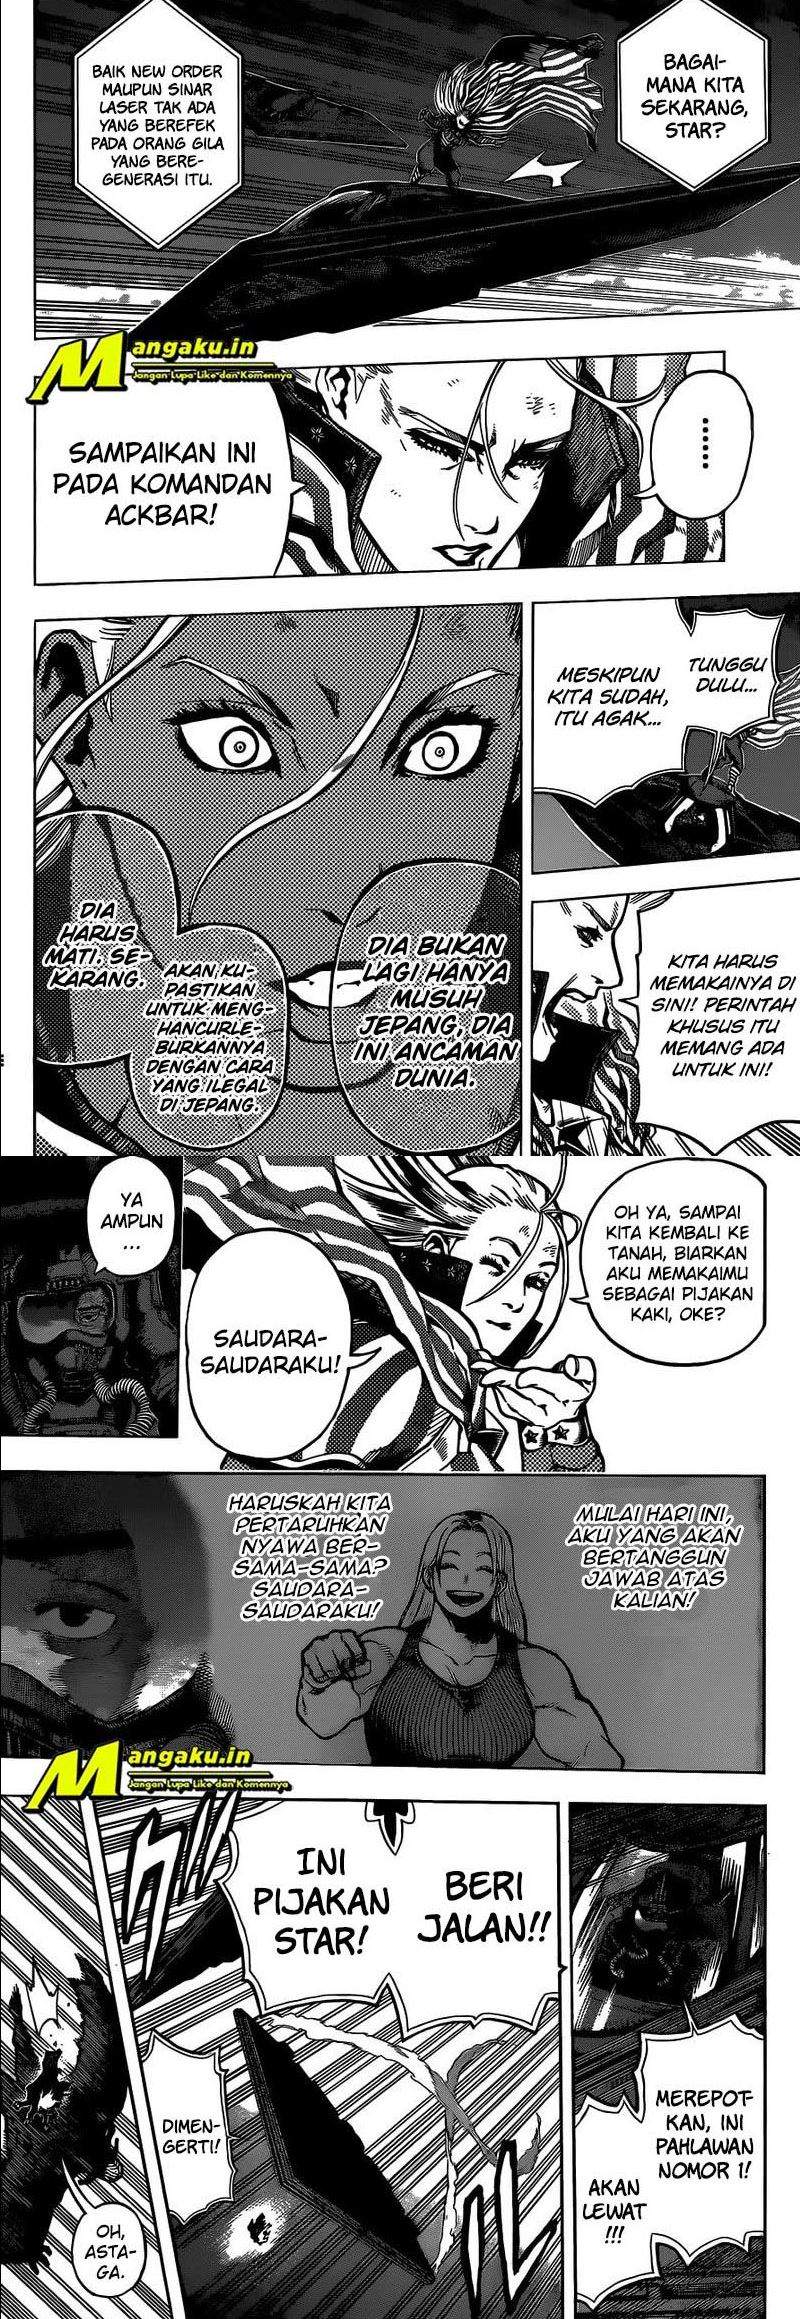 BAGAI-
MANA KITA
SEKARANG,
STAR?
BAIK NEW ORDER
MAUPUN SINAR
LASER TAK ADA
YANG BEREFEK
PADA ORANG GILA
YANG BERE-
GENERASI ITU.
Mangaku.in
Jangan Lupa Like dan Komennya
......
SAMPAIKAN INI
PADA KOMANDAN
ACKBAR!
TUNGGU
DULU...
MESKIPUN
KITA SUDAH,
ITU AGAK...
KITA HARUS
MEMAKAINYA DI
SINI! PERINTAH
KHUSUS ITU
MEMANG ADA
UNTUK INI!
DIA BUKAN
LAGI HANYA
MUSUH
JEPANG, DIA
INI ANCAMAN
DUNIA.
AKAN KU-
PASTIKAN
UNTUK MENG-
HANCURLE-
BURKANNYA
DENGAN CARA
YANG ILEGAL
DI JEPANG.
DIA
HARUS
MATI. SE-
KARANG.
OH YA, SAMPAI
KITA KEMBALI KE
TANAH, BIARKAN
AKU MEMAKAIMU
SEBAGAI PIJAKAN
KAKI, OKE?
SAUDARA-
SAUDARAKU!
YA
AMPUN
...
MULAI HARI INI,
AKU YANG AKAN
BERTANGGUN
JAWAB ATAS
KALIAN!
HARUSKAH KITA
PERTARUHKAN
NYAWA BER-
SAMA-SAMA?
SAUDARA-
SAUDARAKU!
Mangaku.in
Jangan Lupa Like dan Komennya
MEREPOT-
KAN, INI
PAHLAWAN
NOMOR 1!
AKAN
LEWAT
!!!
BERI
JALAN!!
INI
PIJAKAN
STAR!
DIMEN-
GERTI!
OH,
ASTA-
GA.